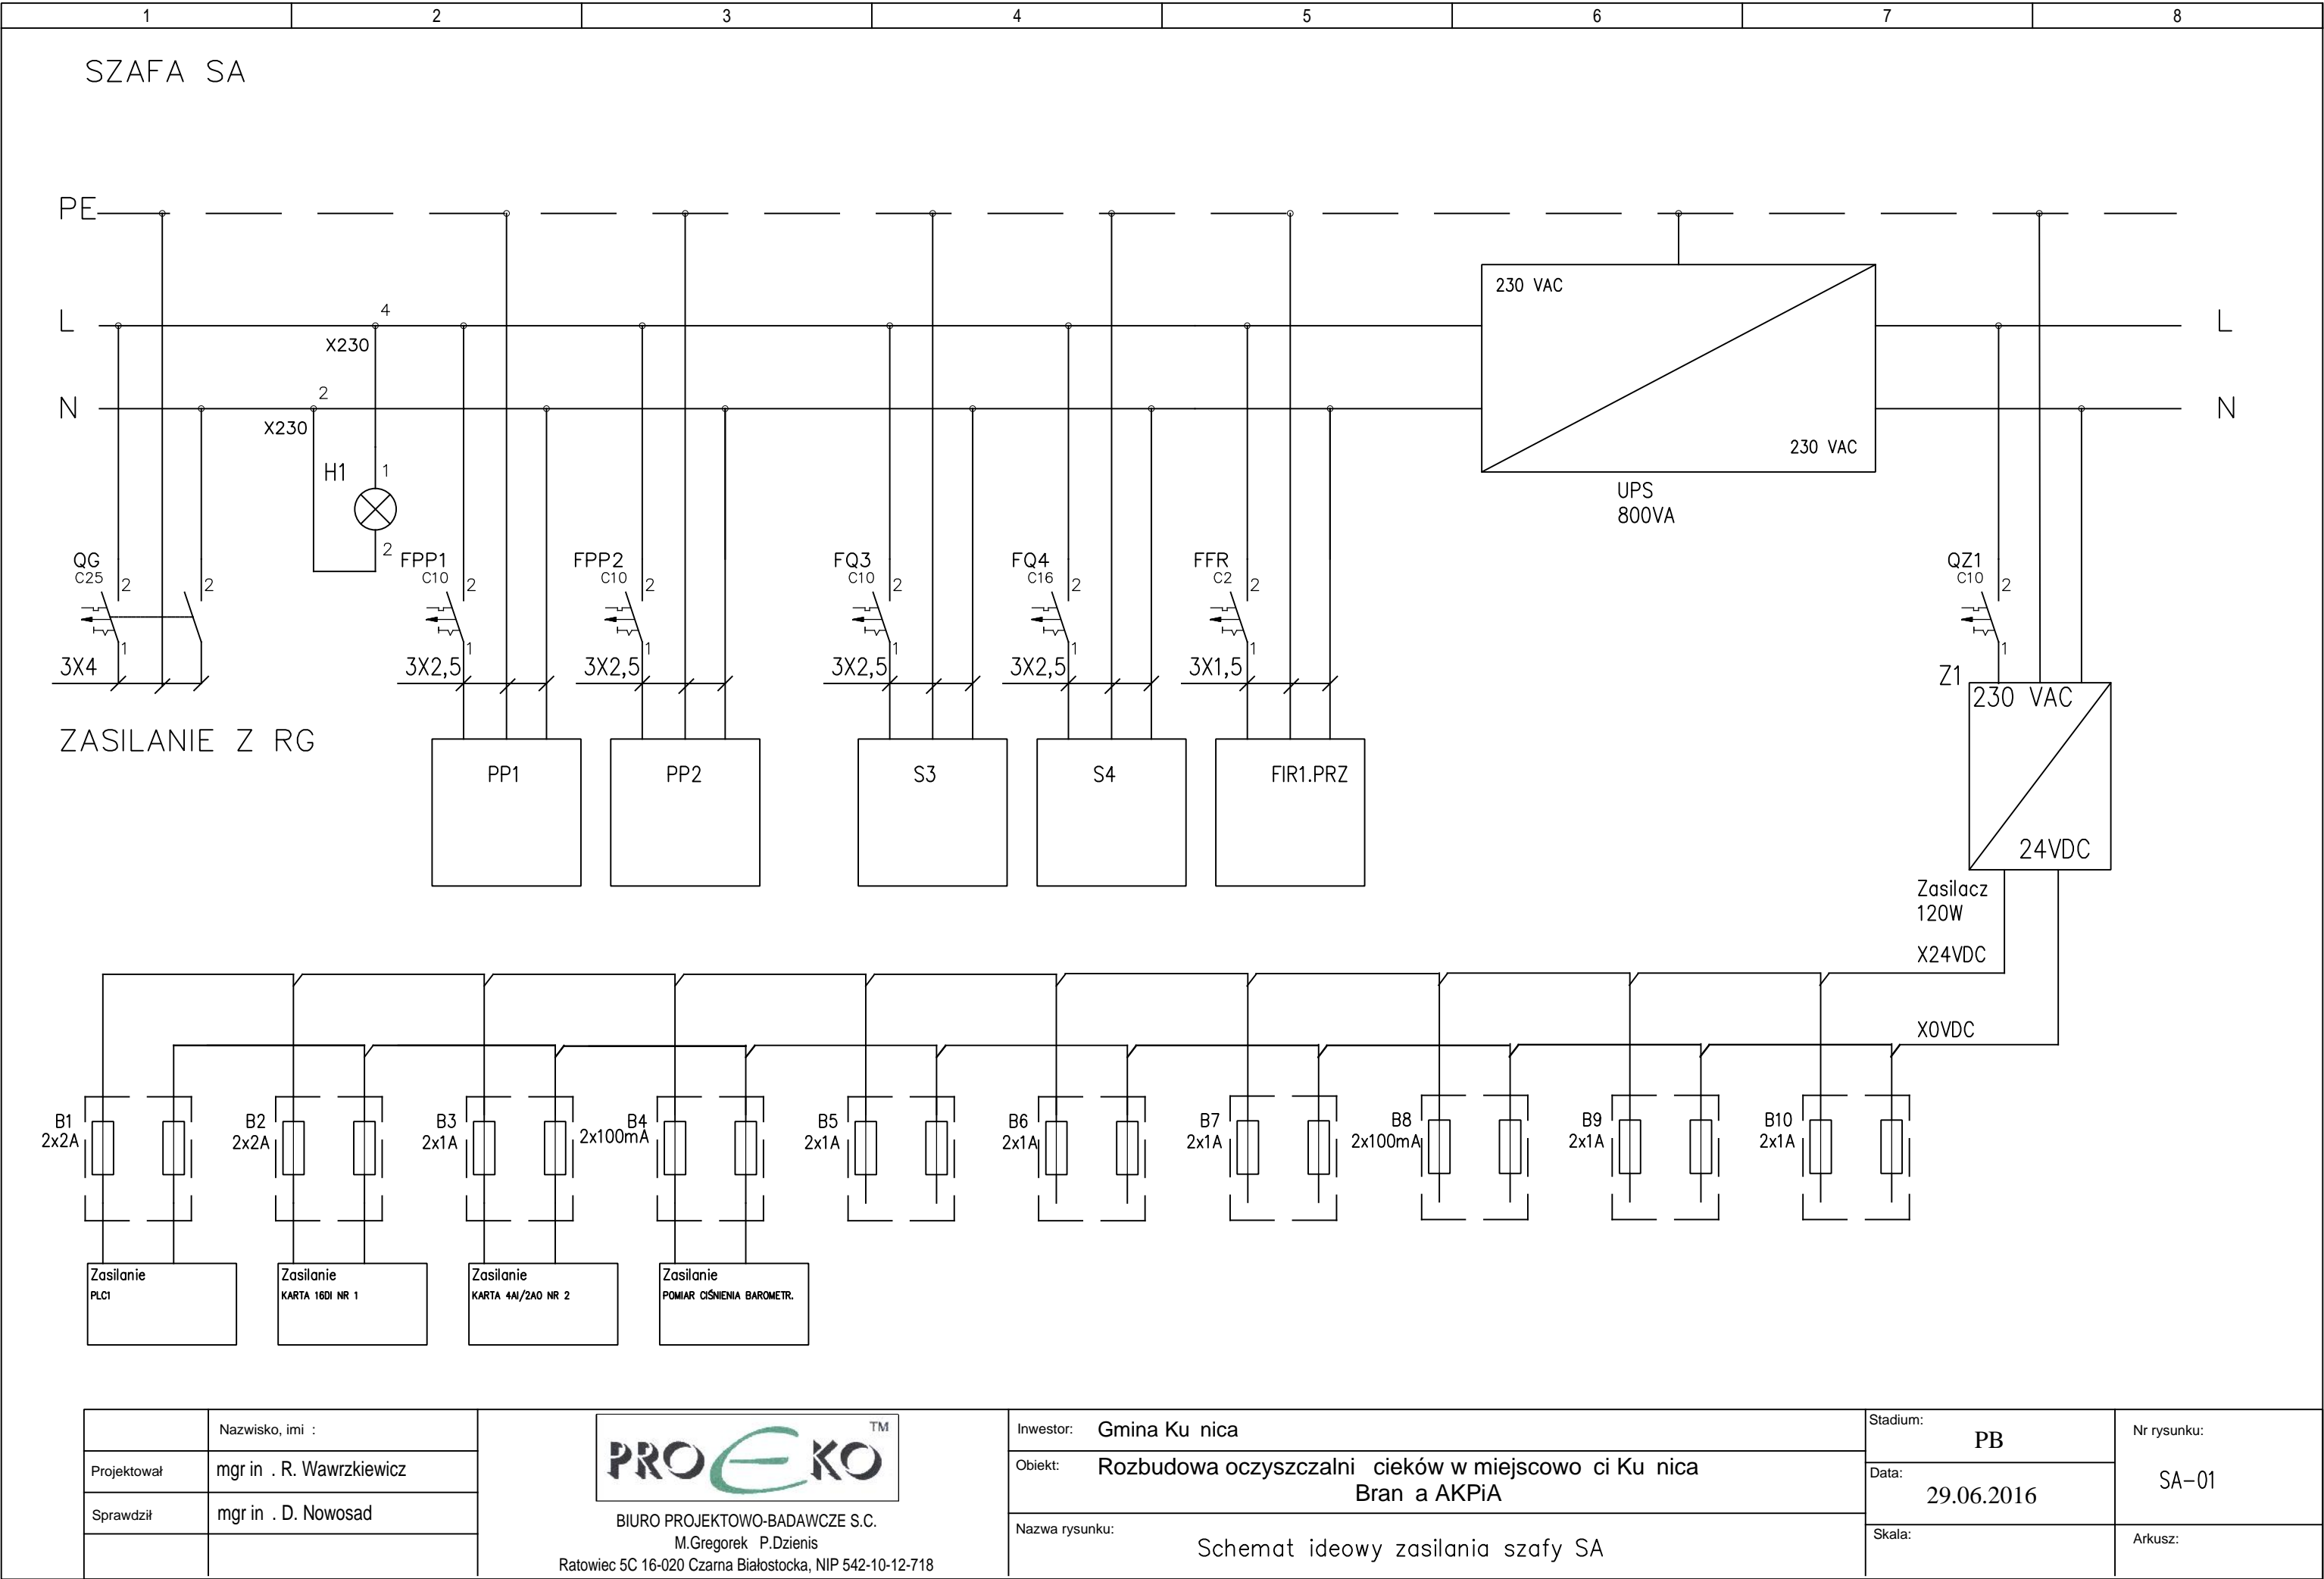 1 2 3 4 5 6 7 8
SZAFA SA
PE
230 VAC
L 4 L
X230
N 2 N
X230
230 VAC
H1 1
UPS
800VA
2
QG FPP1 FPP2 FQ3 FQ4 FFR QZ1
C25 C10 C10 C10 C16 C2 C10
2 2 2 2 2 2 2 2
1 1 1 1 1 1 1
3X4 3X2,5 3X2,5 3X2,5 3X2,5 3X1,5
Z1
230 VAC
ZASILANIE Z RG
PP1 PP2 S3 S4 FIR1.PRZ
24VDC
Zasilacz
120W
X24VDC
X0VDC
B1 B2 B3 B4 B5 B6 B7 B8 B9 B10
2x2A 2x2A 2x1A 2x100mA 2x1A 2x1A 2x1A 2x100mA 2x1A 2x1A
Zasilanie Zasilanie Zasilanie Zasilanie
PLC1 KARTA 16DI NR 1 KARTA 4AI/2AO NR 2 POMIAR CIŚNIENIA BAROMETR.
Nazwisko, imi :
Projektował mgr in . R. Wawrzkiewicz
Sprawdził mgr in . D. Nowosad
PROEKO TM
BIURO PROJEKTOWO-BADAWCZE S.C.
M.Gregorek P.Dzienis
Ratowiec 5C 16-020 Czarna Białostocka, NIP 542-10-12-718
Inwestor: Gmina Ku nica
Obiekt: Rozbudowa oczyszczalni cieków w miejscowo ci Ku nica
Bran a AKPiA
Nazwa rysunku: Schemat ideowy zasilania szafy SA
Stadium: PB
Data: 29.06.2016
Skala:
Nr rysunku:
SA-01
Arkusz: